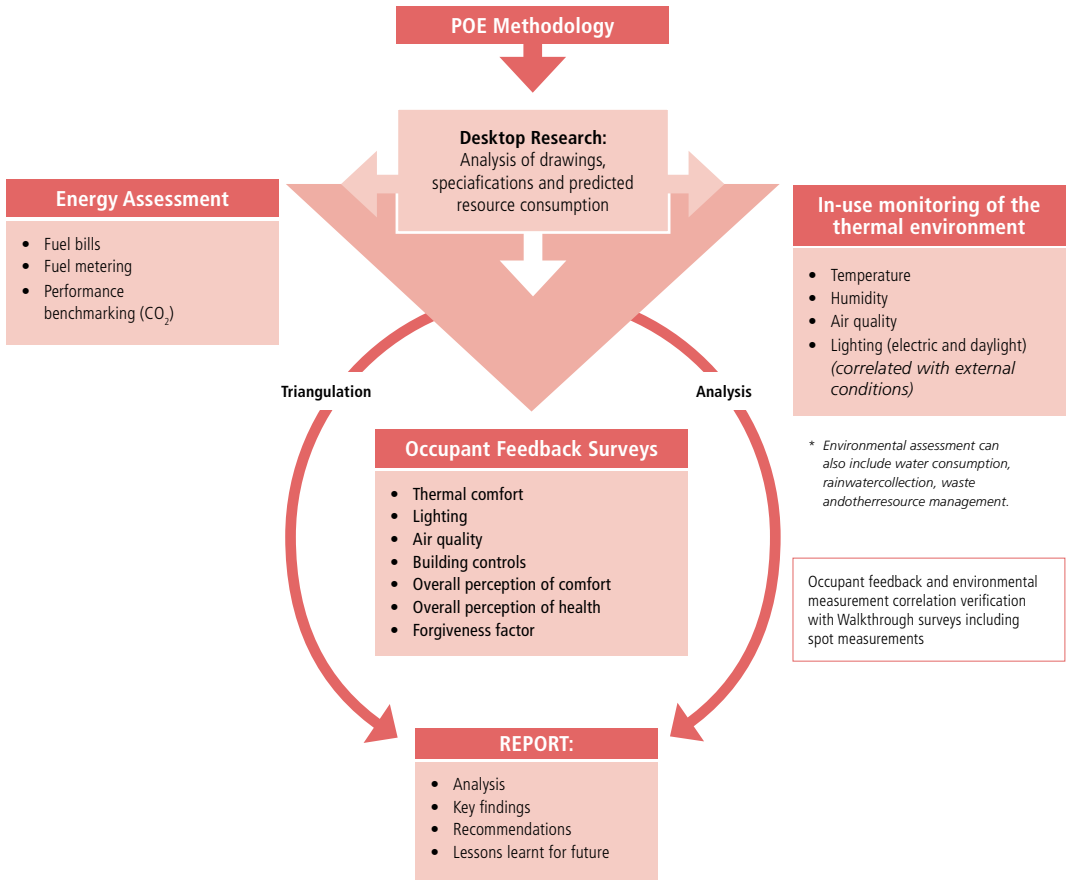 POE Methodology
Desktop Research:
Analysis of drawings,
speciafifications and predicted
resource consumption
Energy Assessment
• Fuel bills
• Fuel metering
• Performance
benchmarking (CO₂)
In-use monitoring of the
thermal environment
• Temperature
• Humidity
• Air quality
• Lighting (electric and daylight)
(correlated with external
conditions)
* Environmental assessment can
also include water consumption,
rainwatercollection, waste
andotherresource management.
Triangulation
Analysis
Occupant Feedback Surveys
• Thermal comfort
• Lighting
• Air quality
• Building controls
• Overall perception of comfort
• Overall perception of health
• Forgiveness factor
Occupant feedback and environmental
measurement correlation verification
with Walkthrough surveys including
spot measurements
REPORT:
• Analysis
• Key findings
• Recommendations
• Lessons learnt for future